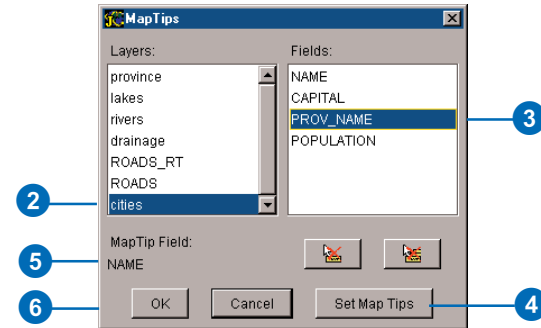 MapTips
Layers:
Fields:
province
lakes
rivers
drainage
ROADS_RT
ROADS
cities
NAME
CAPITAL
PROV_NAME
POPULATION
3
2
MapTip Field:
NAME
5
6
OK
Cancel
Set Map Tips
4